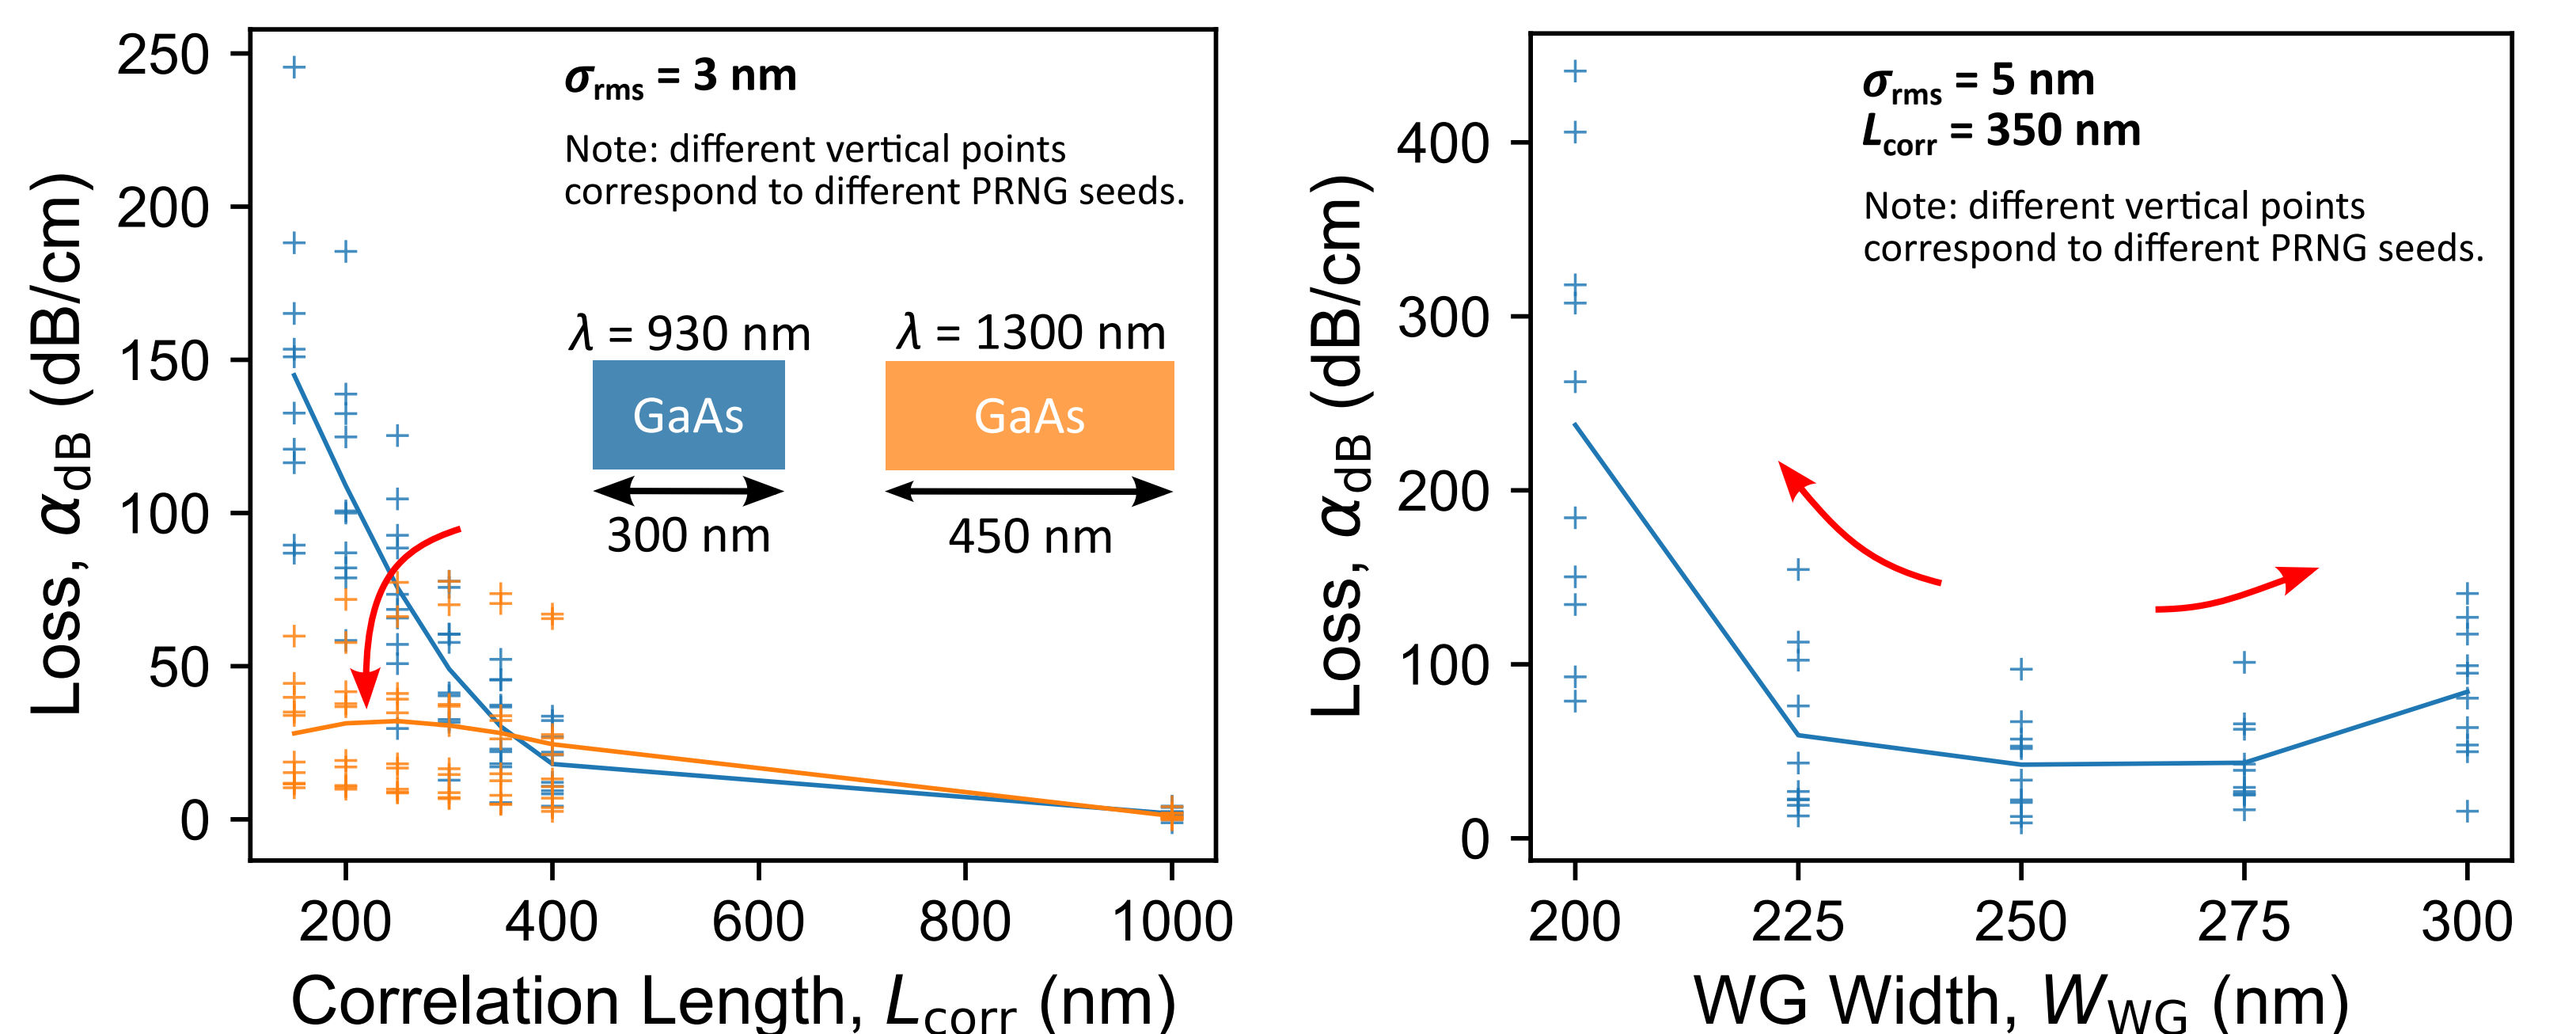 250
200
150
100
50
0
Loss, αdB (dB/cm)
σrms = 3 nm
Note: different vertical points
correspond to different PRNG seeds.
λ = 930 nm
λ = 1300 nm
GaAs
GaAs
300 nm
450 nm
200 400 600 800 1000
Correlation Length, Lcorr (nm)
400
300
200
100
0
Loss, αdB (dB/cm)
σrms = 5 nm
Lcorr = 350 nm
Note: different vertical points
correspond to different PRNG seeds.
200 225 250 275 300
WG Width, WWG (nm)